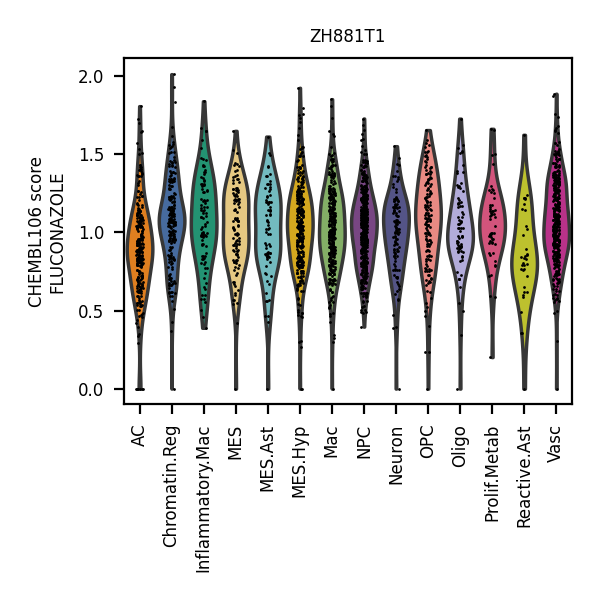 ZH881T1
CHEMBL106 score
FLUCONAZOLE
2.0
1.5
1.0
0.5
0.0
AC
Chromatin.Reg
Inflammatory.Mac
MES
MES.Ast
MES.Hyp
Mac
NPC
Neuron
OPC
Oligo
Prolif.Metab
Reactive.Ast
Vasc